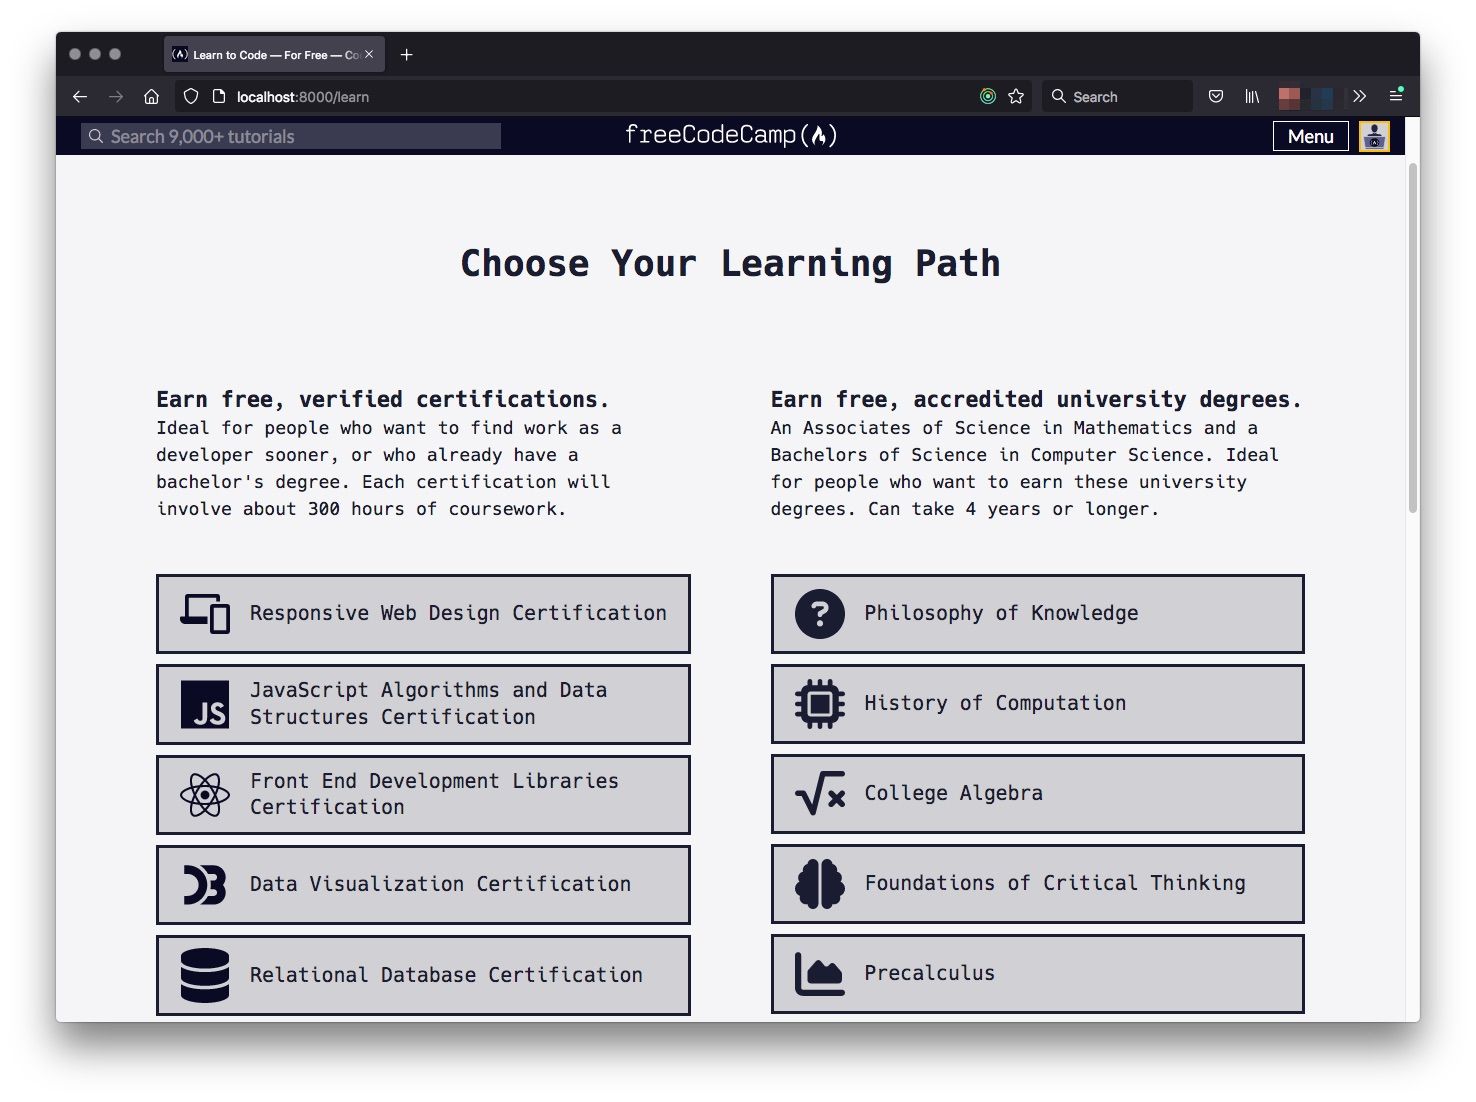 Learn to Code — For Free — Co
localhost:8000/learn
Search
Search 9,000+ tutorials
freeCodeCamp(🔥)
Menu
Choose Your Learning Path
Earn free, verified certifications.
Ideal for people who want to find work as a
developer sooner, or who already have a
bachelor's degree. Each certification will
involve about 300 hours of coursework.
Responsive Web Design Certification
JS
JavaScript Algorithms and Data
Structures Certification
Front End Development Libraries
Certification
Data Visualization Certification
Relational Database Certification
Earn free, accredited university degrees.
An Associates of Science in Mathematics and a
Bachelors of Science in Computer Science. Ideal
for people who want to earn these university
degrees. Can take 4 years or longer.
?
Philosophy of Knowledge
History of Computation
√x
College Algebra
Foundations of Critical Thinking
Precalculus